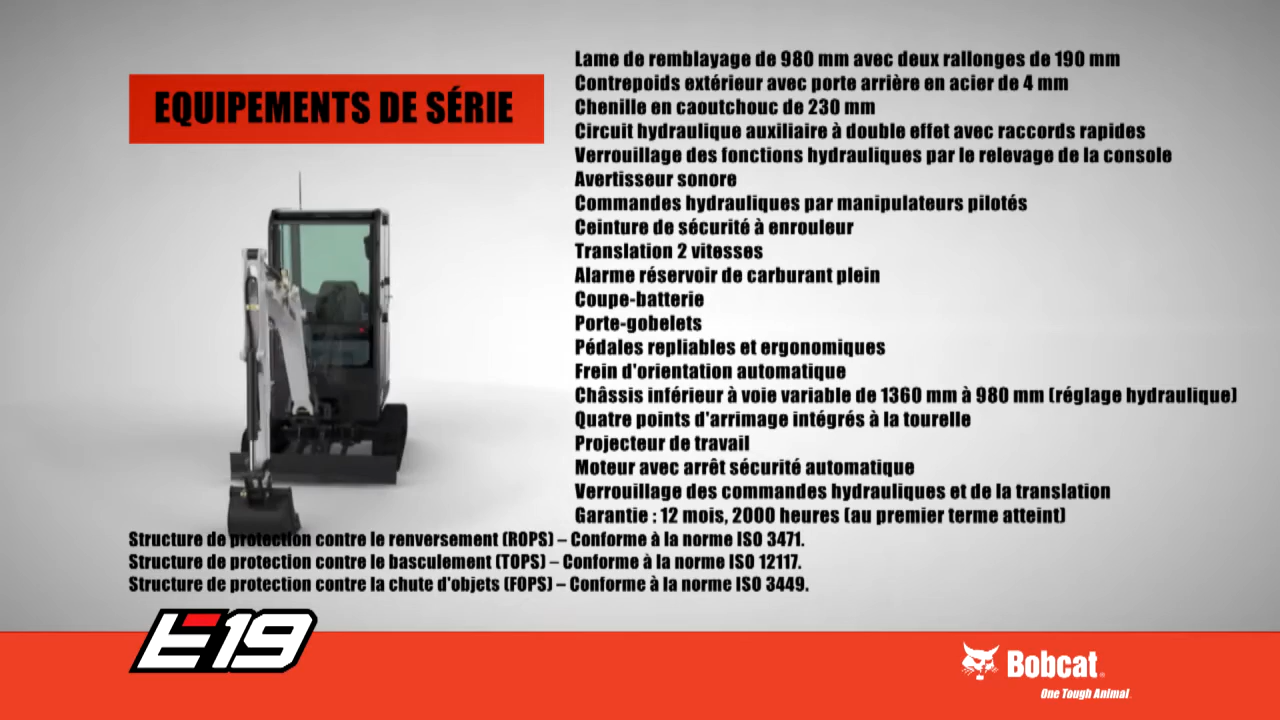 EQUIPEMENTS DE SÉRIE
Lame de remblayage de 980 mm avec deux rallonges de 190 mm
Contrepoids extérieur avec porte arrière en acier de 4 mm
Chenille en caoutchouc de 230 mm
Circuit hydraulique auxiliaire à double effet avec raccords rapides
Verrouillage des fonctions hydrauliques par le relevage de la console
Avertisseur sonore
Commandes hydrauliques par manipulateurs pilotés
Ceinture de sécurité à enrouleur
Translation 2 vitesses
Alarme réservoir de carburant plein
Coupe-batterie
Porte-gobelets
Pédales repliables et ergonomiques
Frein d'orientation automatique
Châssis inférieur à voie variable de 1360 mm à 980 mm (réglage hydraulique)
Quatre points d'arrimage intégrés à la tourelle
Projecteur de travail
Moteur avec arrêt sécurité automatique
Verrouillage des commandes hydrauliques et de la translation
Garantie : 12 mois, 2000 heures (au premier terme atteint)
Structure de protection contre le renversement (ROPS) – Conforme à la norme ISO 3471.
Structure de protection contre le basculement (TOPS) – Conforme à la norme ISO 12117.
Structure de protection contre la chute d'objets (FOPS) – Conforme à la norme ISO 3449.
E19
Bobcat®
One Tough Animal